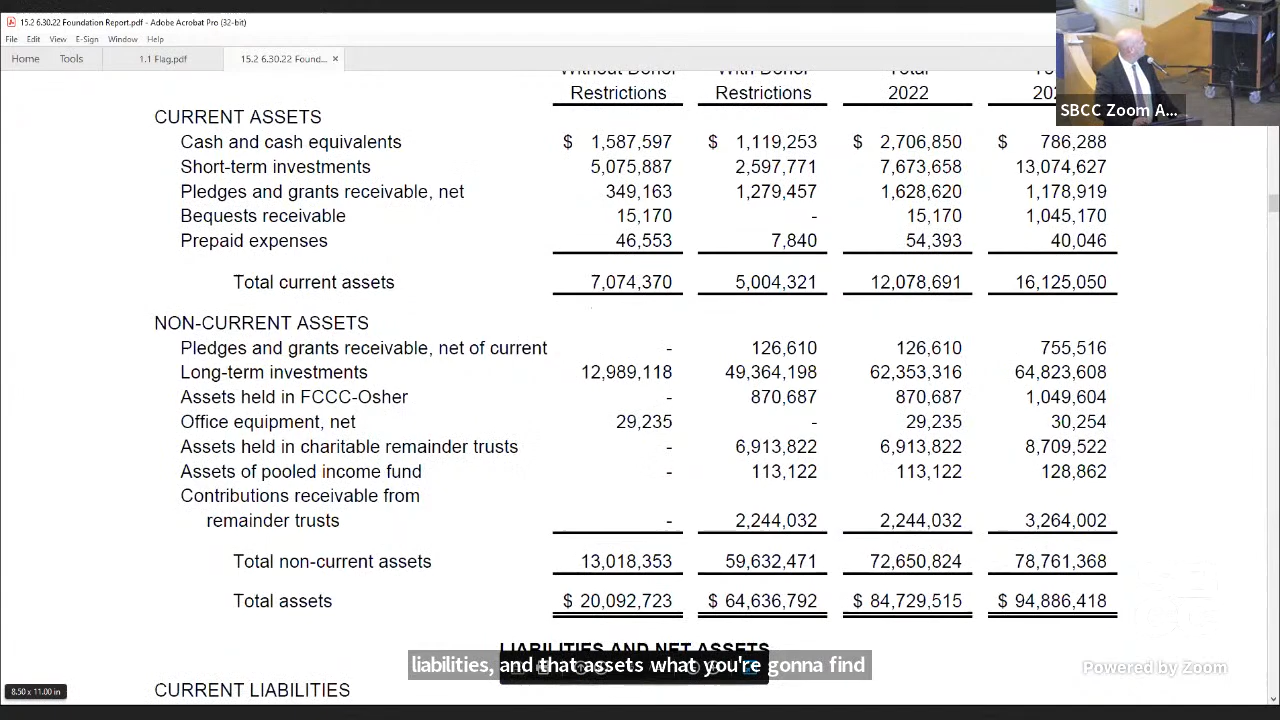 15.2 6.30.22 Foundation Report.pdf - Adobe Acrobat Pro (32-bit)
File Edit View E-Sign Window Help
Home Tools 1.1 Flag.pdf 15.2 6.30.22 Found... ×
SBCC Zoom A...
Without Donor With Donor Total
Restrictions Restrictions 2022
CURRENT ASSETS
Cash and cash equivalents $ 1,587,597 $ 1,119,253 $ 2,706,850 $ 786,288
Short-term investments 5,075,887 2,597,771 7,673,658 13,074,627
Pledges and grants receivable, net 349,163 1,279,457 1,628,620 1,178,919
Bequests receivable 15,170 - 15,170 1,045,170
Prepaid expenses 46,553 7,840 54,393 40,046
Total current assets 7,074,370 5,004,321 12,078,691 16,125,050
NON-CURRENT ASSETS
Pledges and grants receivable, net of current - 126,610 126,610 755,516
Long-term investments 12,989,118 49,364,198 62,353,316 64,823,608
Assets held in FCCC-Osher - 870,687 870,687 1,049,604
Office equipment, net 29,235 - 29,235 30,254
Assets held in charitable remainder trusts - 6,913,822 6,913,822 8,709,522
Assets of pooled income fund - 113,122 113,122 128,862
Contributions receivable from
remainder trusts - 2,244,032 2,244,032 3,264,002
Total non-current assets 13,018,353 59,632,471 72,650,824 78,761,368
Total assets $ 20,092,723 $ 64,636,792 $ 84,729,515 $ 94,886,418
LIABILITIES AND NET ASSETS
liabilities, and that assets what you're gonna find
Powered by Zoom
CURRENT LIABILITIES
8.50 x 11.00 in